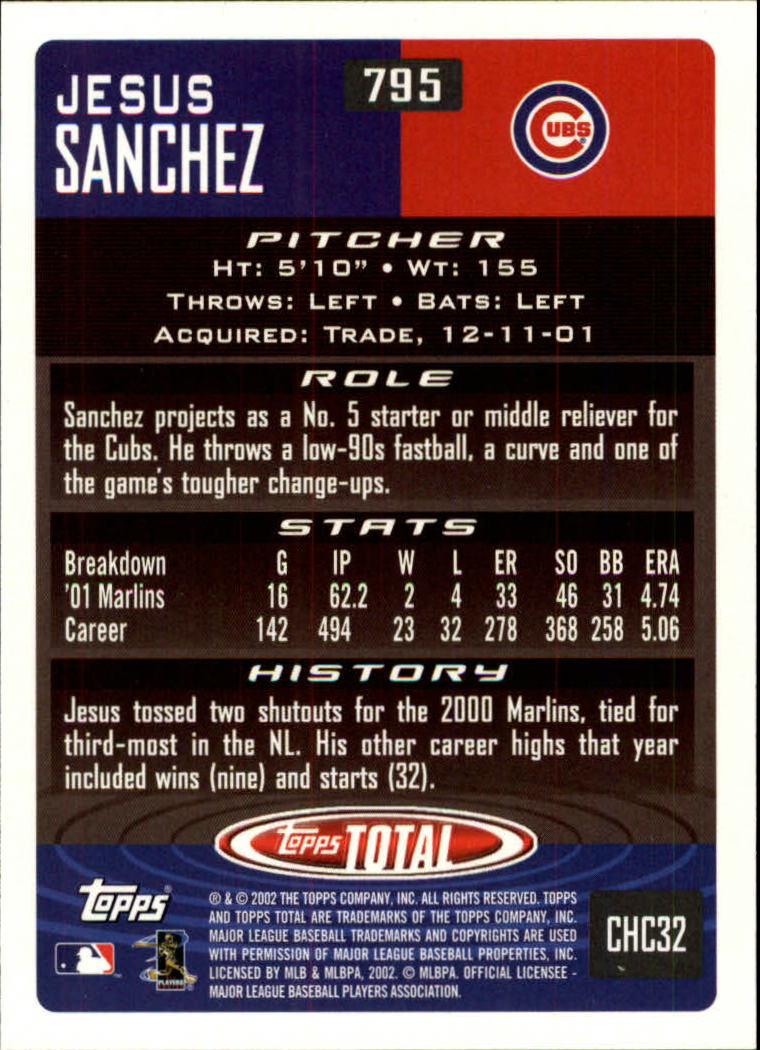 JESUS
SANCHEZ
795
CUBS
®
PITCHER
HT: 5'10" • WT: 155
THROWS: LEFT • BATS: LEFT
ACQUIRED: TRADE, 12-11-01
ROLE
Sanchez projects as a No. 5 starter or middle reliever for
the Cubs. He throws a low-90s fastball, a curve and one of
the game's tougher change-ups.
STATS
Breakdown G IP W L ER SO BB ERA
'01 Marlins 16 62.2 2 4 33 46 31 4.74
Career 142 494 23 32 278 368 258 5.06
HISTORY
Jesus tossed two shutouts for the 2000 Marlins, tied for
third-most in the NL. His other career highs that year
included wins (nine) and starts (32).
Topps TOTAL
Topps®
® & © 2002 THE TOPPS COMPANY, INC. ALL RIGHTS RESERVED. TOPPS
AND TOPPS TOTAL ARE TRADEMARKS OF THE TOPPS COMPANY, INC.
MAJOR LEAGUE BASEBALL TRADEMARKS AND COPYRIGHTS ARE USED
WITH PERMISSION OF MAJOR LEAGUE BASEBALL PROPERTIES, INC.
LICENSED BY MLB & MLBPA, 2002. © MLBPA. OFFICIAL LICENSEE -
MAJOR LEAGUE BASEBALL PLAYERS ASSOCIATION.
PLAYERS
CHC32